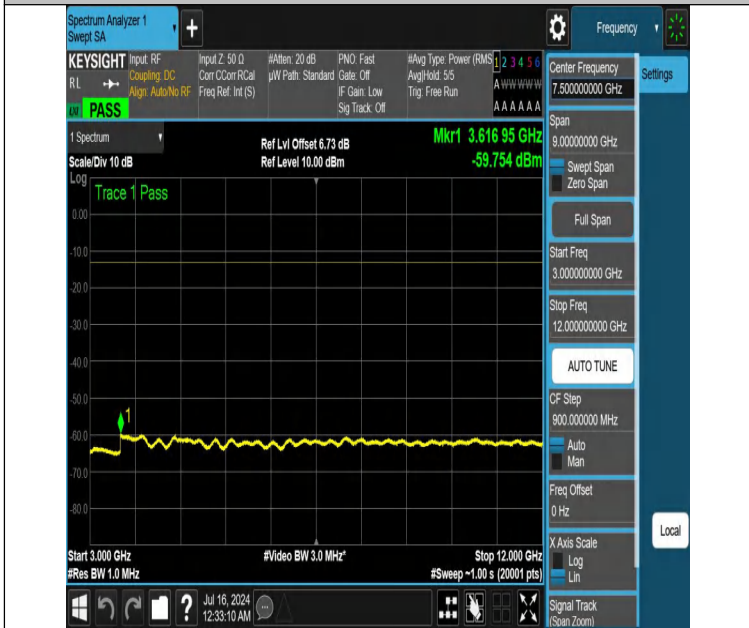 Spectrum Analyzer 1
Swept SA
+
Frequency
KEYSIGHT
RL
LXI
PASS
Input: RF
Coupling: DC
Align: Auto/No RF
Input Z: 50 Ω
Corr CCorr RCal
Freq Ref: Int (S)
#Atten: 20 dB
µW Path: Standard
PNO: Fast
Gate: Off
IF Gain: Low
Sig Track: Off
#Avg Type: Power (RMS
Avg|Hold: 5/5
Trig: Free Run
1 2 3 4 5 6
A W W W W W
A A A A A A
1 Spectrum
Scale/Div 10 dB
Ref Lvl Offset 6.73 dB
Ref Level 10.00 dBm
Mkr1 3.616 95 GHz
-59.754 dBm
Log
Trace 1 Pass
0.00
-10.0
-20.0
-30.0
-40.0
-50.0
-60.0
-70.0
-80.0
1
Start 3.000 GHz
#Res BW 1.0 MHz
#Video BW 3.0 MHz*
Stop 12.000 GHz
#Sweep ~1.00 s (20001 pts)
?
Jul 16, 2024
12:33:10 AM
Center Frequency
7.500000000 GHz
Settings
Span
9.00000000 GHz
Swept Span
Zero Span
Full Span
Start Freq
3.000000000 GHz
Stop Freq
12.000000000 GHz
AUTO TUNE
CF Step
900.000000 MHz
Auto
Man
Freq Offset
0 Hz
X Axis Scale
Log
Lin
Local
Signal Track
(Span Zoom)